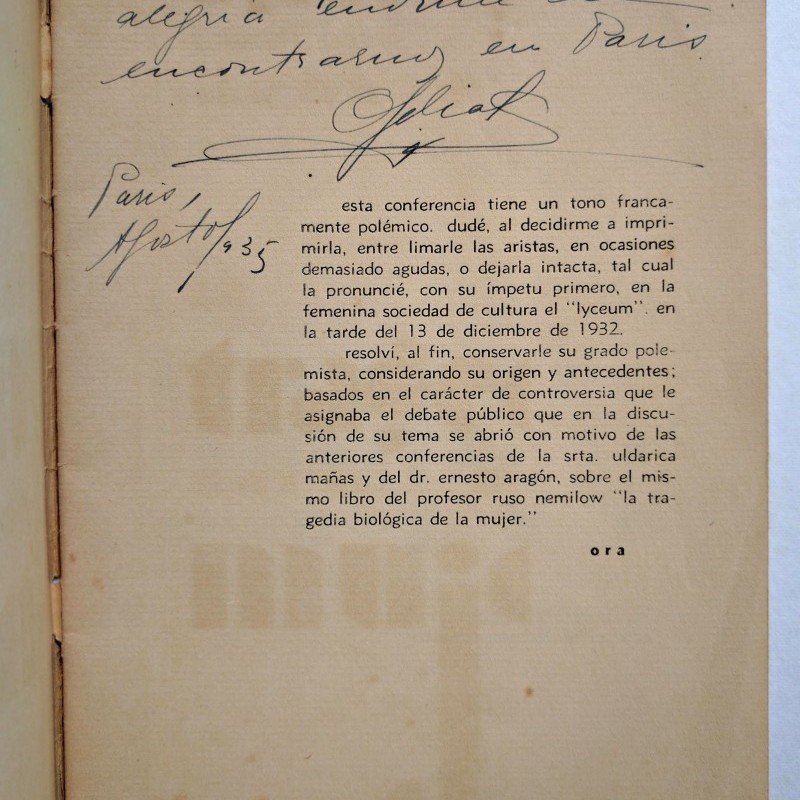 alegria
encontrarnos en Paris
Paris,
Agosto/935
esta conferencia tiene un tono franca-
mente polémico. dudé, al decidirme a impri-
mirla, entre limarle las aristas, en ocasiones
demasiado agudas, o dejarla intacta, tal cual
la pronuncié, con su ímpetu primero, en la
femenina sociedad de cultura el "lyceum". en
la tarde del 13 de diciembre de 1932.
resolví, al fin, conservarle su grado pole-
mista, considerando su origen y antecedentes;
basados en el carácter de controversia que le
asignaba el debate público que en la discu-
sión de su tema se abrió con motivo de las
anteriores conferencias de la srta. uldarica
mañas y del dr. ernesto aragón, sobre el mis-
mo libro del profesor ruso nemilow "la tra-
gedia biológica de la mujer."
ora